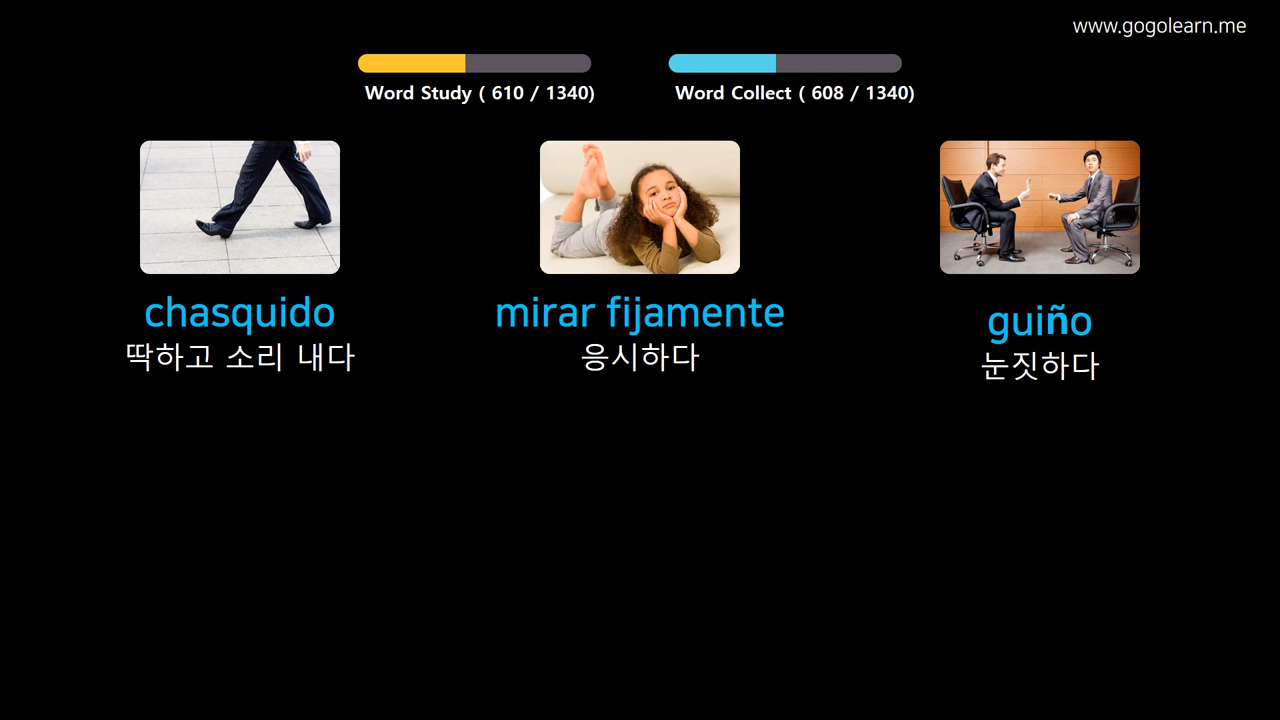 www.gogolearn.me
Word Study ( 610 / 1340)
Word Collect ( 608 / 1340)
chasquido
딱하고 소리 내다
mirar fijamente
응시하다
guiño
눈짓하다